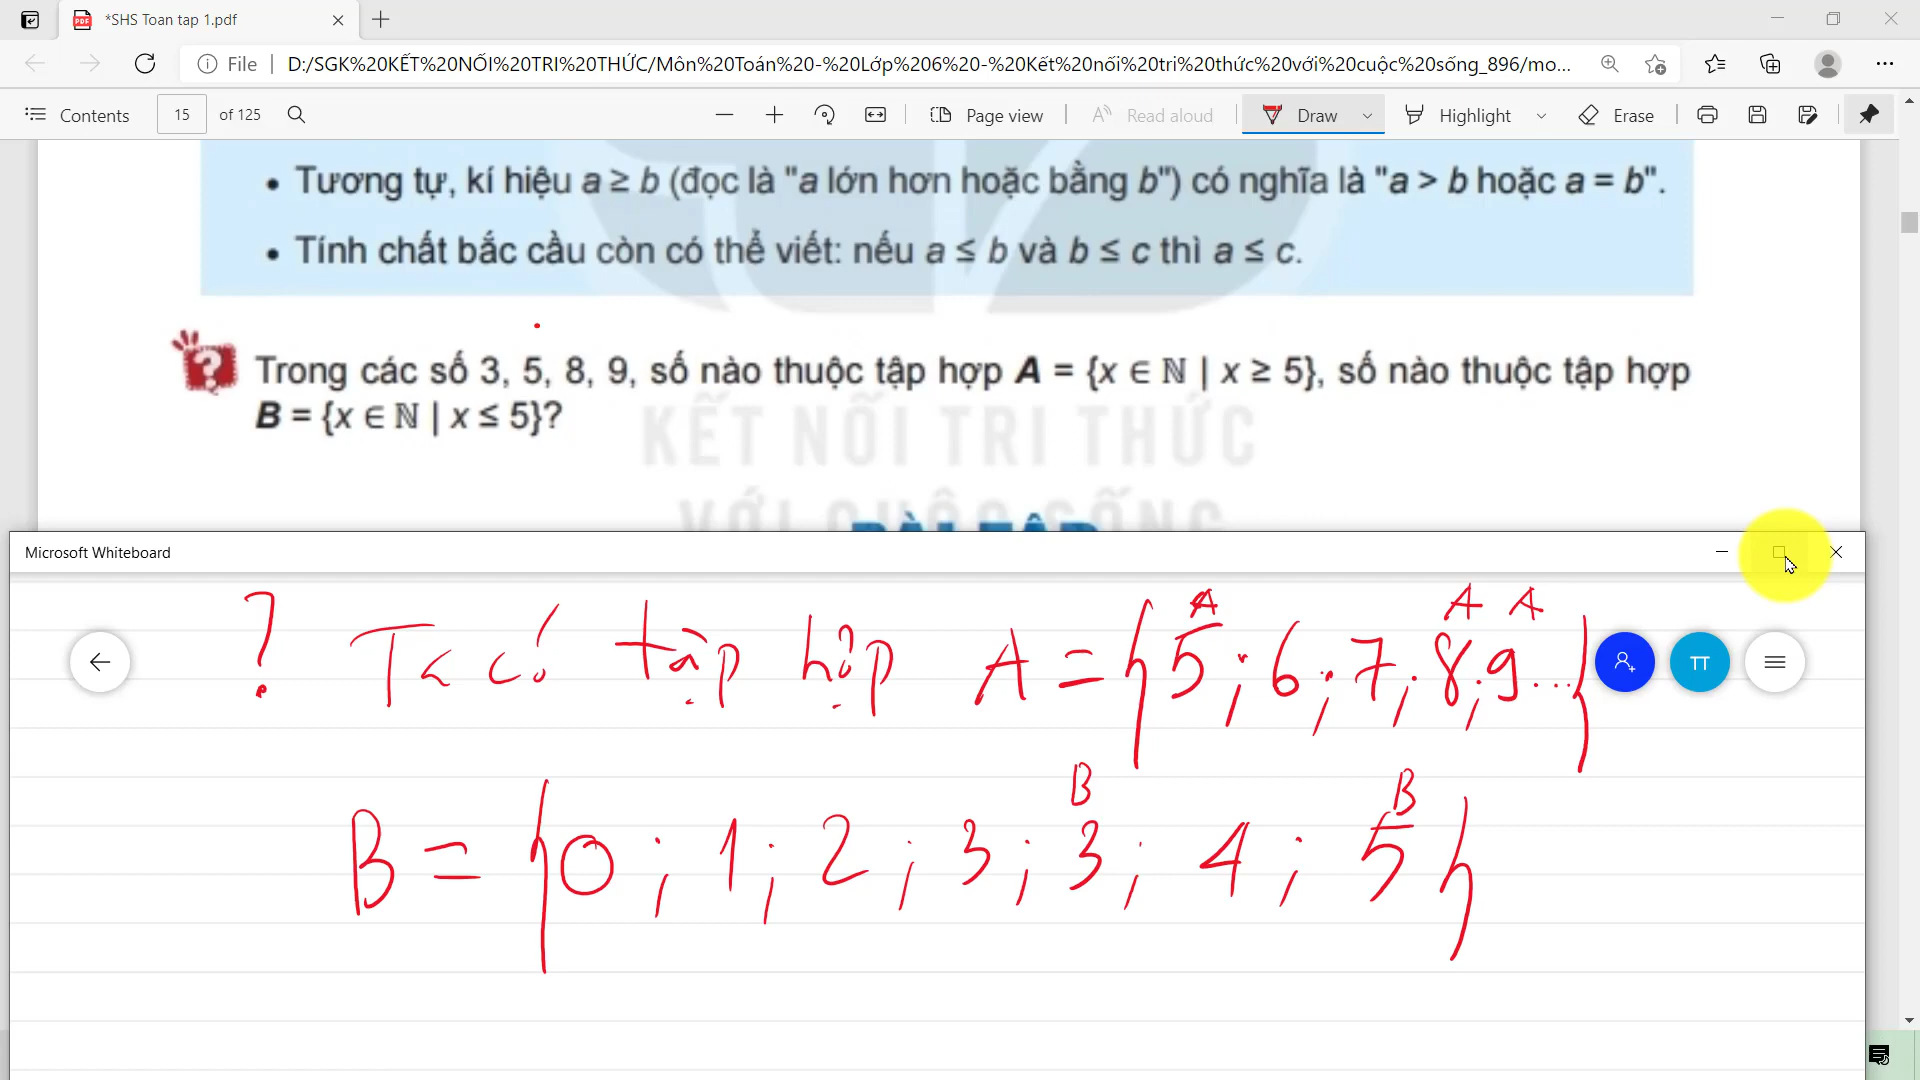 *SHS Toan tap 1.pdf
File
D:/SGK%20KẾT%20NỐI%20TRI%20THỨC/Môn%20Toán%20-%20Lớp%206%20-%20Kết%20nối%20tri%20thức%20với%20cuộc%20sống_896/mo...
Contents 15 of 125 Page view Read aloud Draw Highlight Erase
• Tương tự, kí hiệu a ≥ b (đọc là "a lớn hơn hoặc bằng b") có nghĩa là "a > b hoặc a = b".
• Tính chất bắc cầu còn có thể viết: nếu a ≤ b và b ≤ c thì a ≤ c.
? Trong các số 3, 5, 8, 9, số nào thuộc tập hợp A = {x ∈ ℕ | x ≥ 5}, số nào thuộc tập hợp
B = {x ∈ ℕ | x ≤ 5}?
KẾT NỐI TRI THỨC
VỚI CUỘC SỐNG
BÀI TẬP
Microsoft Whiteboard
A A A
? Ta có tập hợp A = {5; 6; 7; 8; 9...}
B B
B = {0; 1; 2; 3; 3; 4; 5}